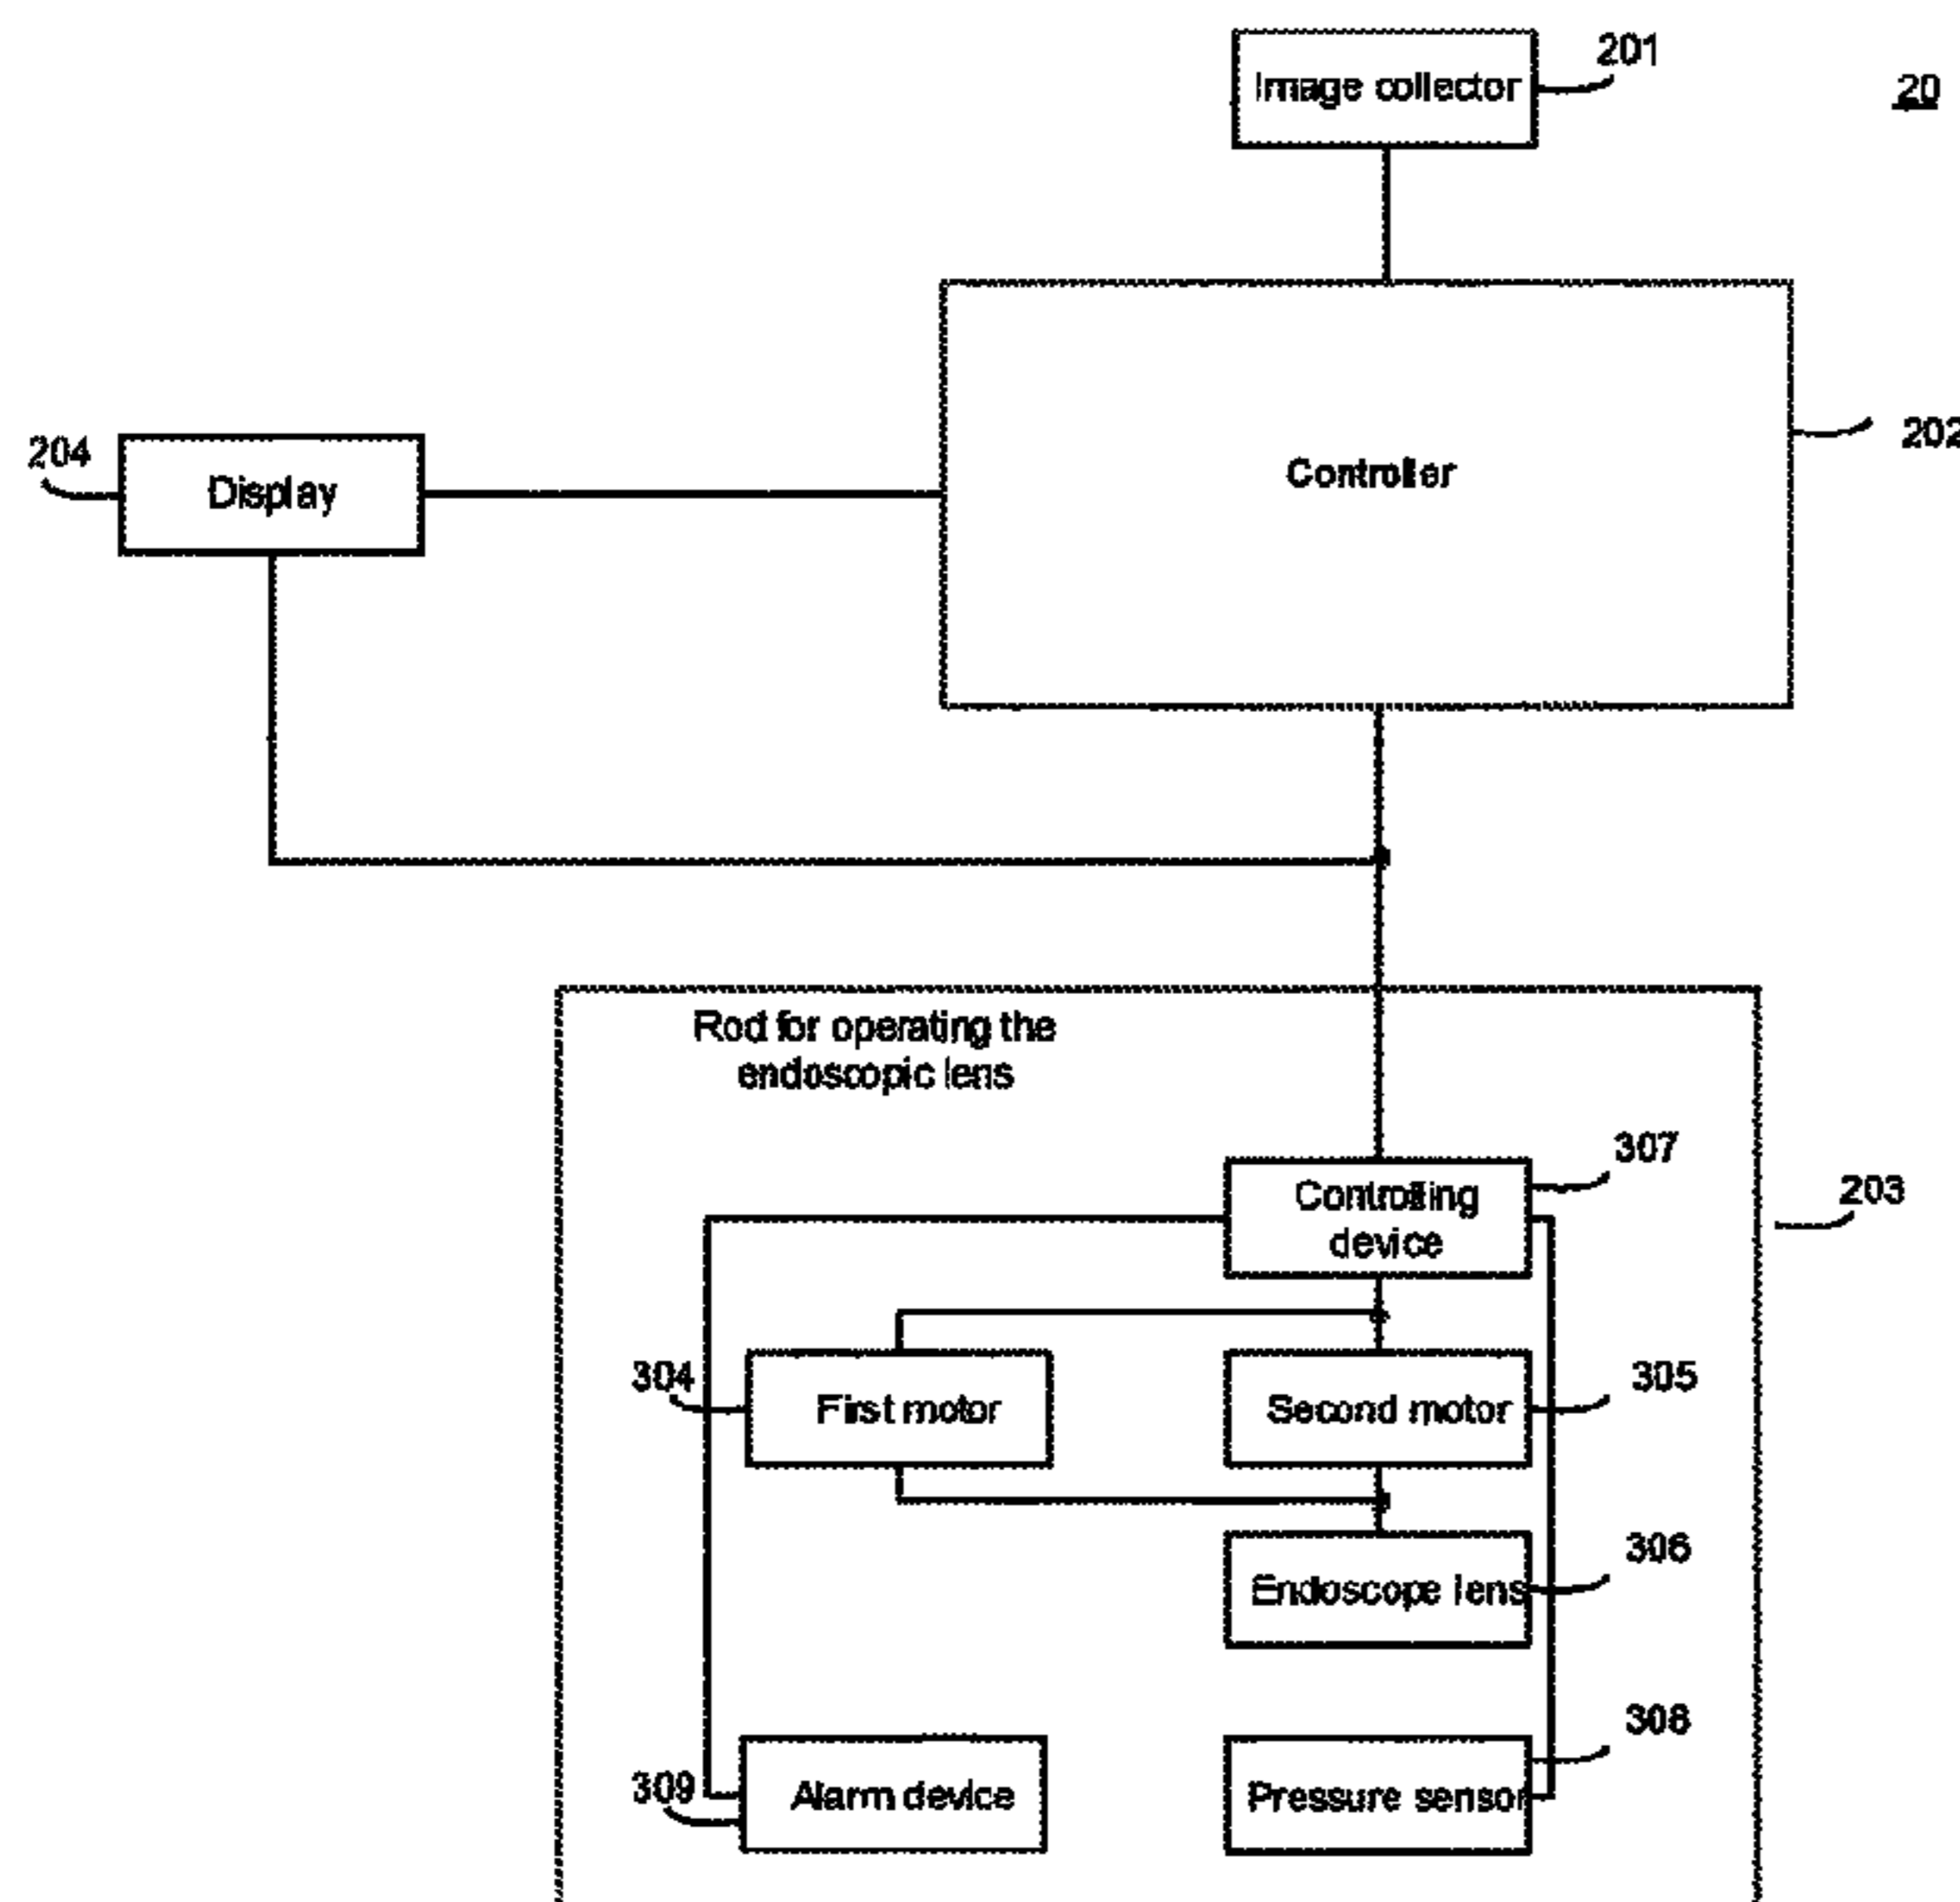 Image collector
201
20
202
Controller
204
Display
Rod for operating the
endoscopic lens
307
Controlling
device
203
304
First motor
305
Second motor
306
Endoscope lens
308
309
Alarm device
Pressure sensor